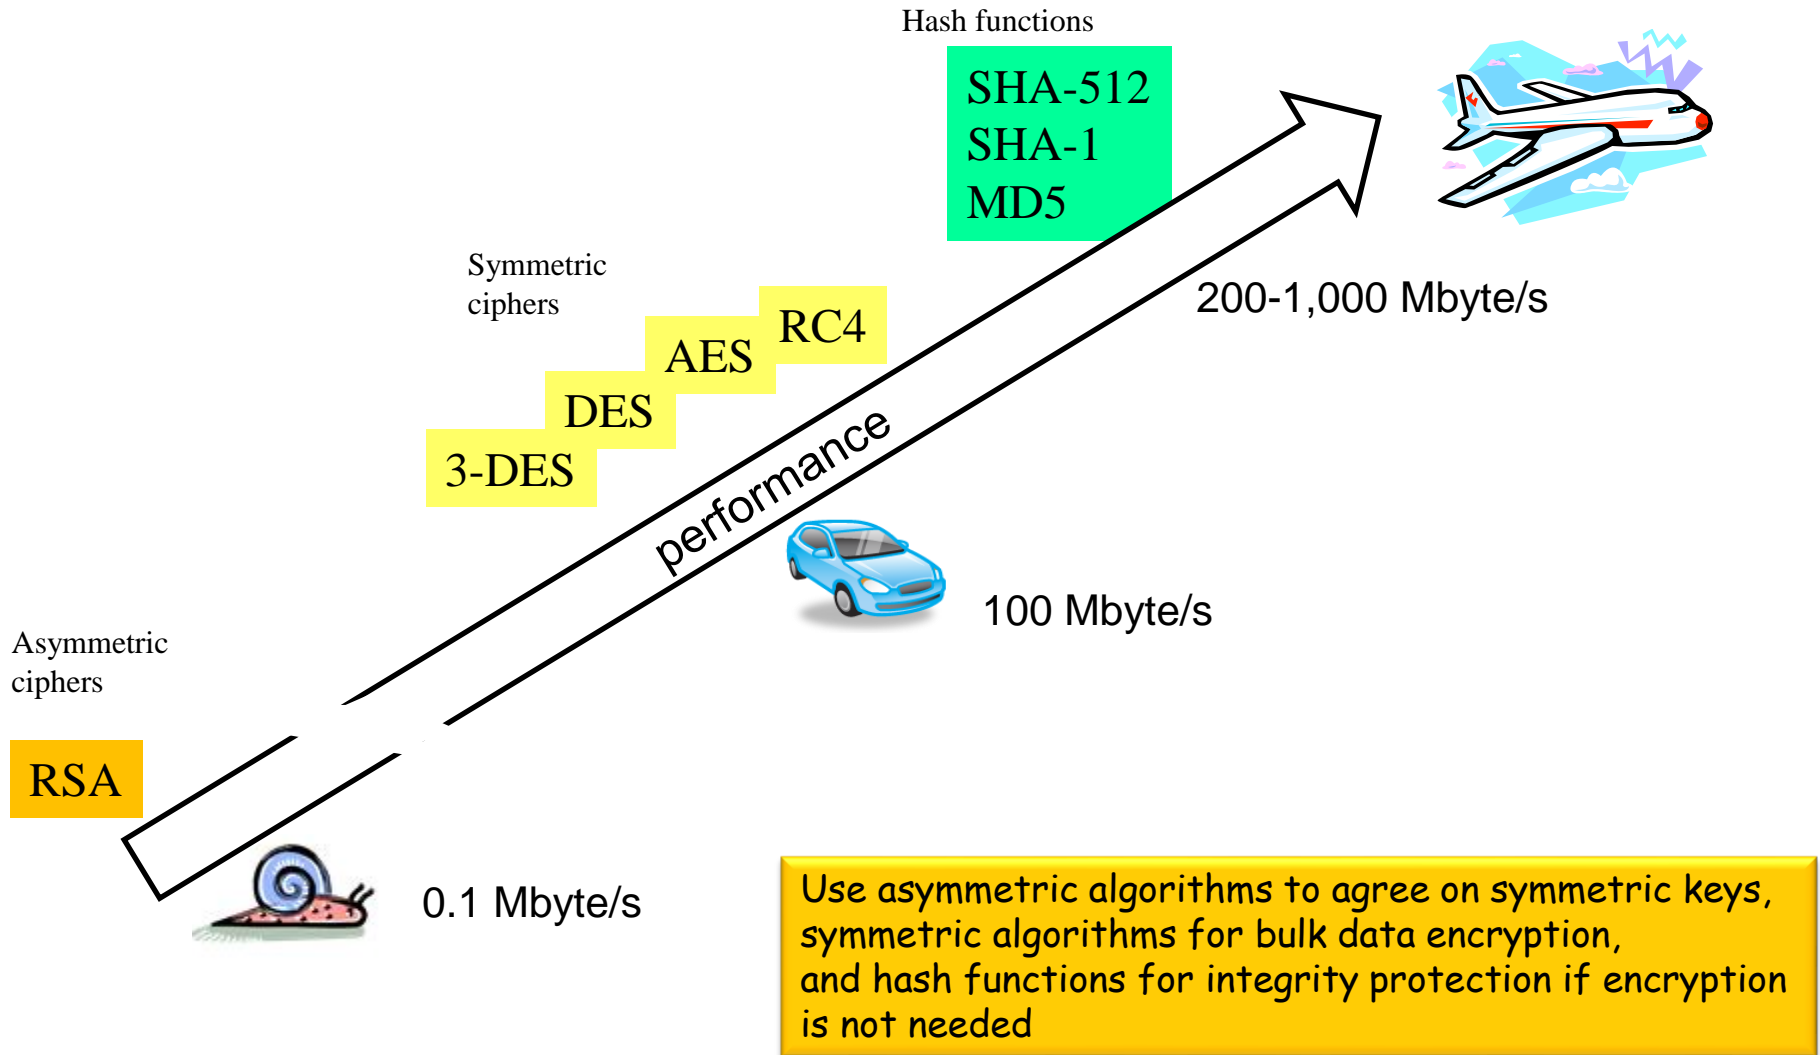 Hash functions
SHA-512
SHA-1
MD5
Symmetric
ciphers
200-1,000 Mbyte/s
RC4
AES
DES
3-DES
performance
100 Mbyte/s
Asymmetric
ciphers
RSA
0.1 Mbyte/s
Use asymmetric algorithms to agree on symmetric keys,
symmetric algorithms for bulk data encryption,
and hash functions for integrity protection if encryption
is not needed